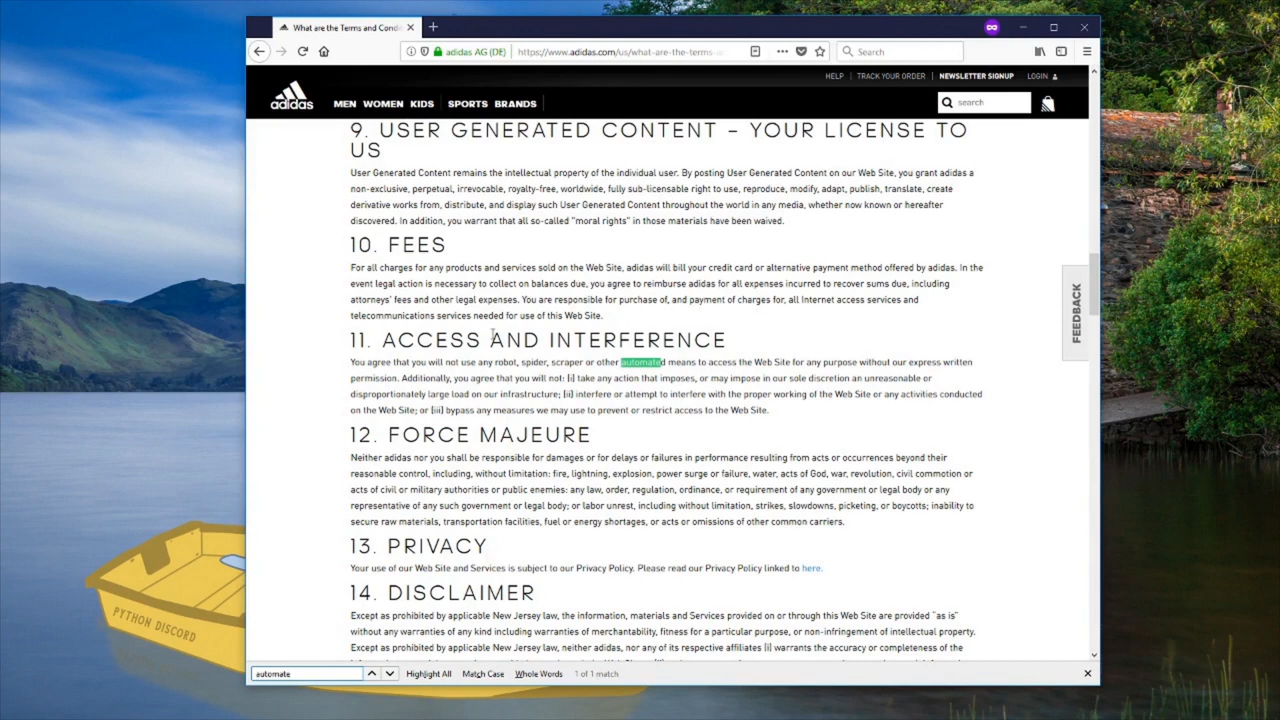 What are the Terms and Condi
adidas AG (DE)
https://www.adidas.com/us/what-are-the-terms-
Search
HELP
TRACK YOUR ORDER
NEWSLETTER SIGNUP
LOGIN
adidas
MEN WOMEN KIDS SPORTS BRANDS
search
9. USER GENERATED CONTENT – YOUR LICENSE TO
US
User Generated Content remains the intellectual property of the individual user. By posting User Generated Content on our Web Site, you grant adidas a
non-exclusive, perpetual, irrevocable, royalty-free, worldwide, fully sub-licensable right to use, reproduce, modify, adapt, publish, translate, create
derivative works from, distribute, and display such User Generated Content throughout the world in any media, whether now known or hereafter
discovered. In addition, you warrant that all so-called "moral rights" in those materials have been waived.
10. FEES
For all charges for any products and services sold on the Web Site, adidas will bill your credit card or alternative payment method offered by adidas. In the
event legal action is necessary to collect on balances due, you agree to reimburse adidas for all expenses incurred to recover sums due, including
attorneys' fees and other legal expenses. You are responsible for purchase of, and payment of charges for, all Internet access services and
telecommunications services needed for use of this Web Site.
11. ACCESS AND INTERFERENCE
You agree that you will not use any robot, spider, scraper or other automated means to access the Web Site for any purpose without our express written
permission. Additionally, you agree that you will not: (i) take any action that imposes, or may impose in our sole discretion an unreasonable or
disproportionately large load on our infrastructure; (ii) interfere or attempt to interfere with the proper working of the Web Site or any activities conducted
on the Web Site; or (iii) bypass any measures we may use to prevent or restrict access to the Web Site.
12. FORCE MAJEURE
Neither adidas nor you shall be responsible for damages or for delays or failures in performance resulting from acts or occurrences beyond their
reasonable control, including, without limitation: fire, lightning, explosion, power surge or failure, water, acts of God, war, revolution, civil commotion or
acts of civil or military authorities or public enemies: any law, order, regulation, ordinance, or requirement of any government or legal body or any
representative of any such government or legal body; or labor unrest, including without limitation, strikes, slowdowns, picketing, or boycotts; inability to
secure raw materials, transportation facilities, fuel or energy shortages, or acts or omissions of other common carriers.
13. PRIVACY
Your use of our Web Site and Services is subject to our Privacy Policy. Please read our Privacy Policy linked to here.
14. DISCLAIMER
Except as prohibited by applicable New Jersey law, the information, materials and Services provided on or through this Web Site are provided "as is"
without any warranties of any kind including warranties of merchantability, fitness for a particular purpose, or non-infringement of intellectual property.
Except as prohibited by applicable New Jersey law, neither adidas, nor any of its respective affiliates (i) warrants the accuracy or completeness of the
FEEDBACK
PYTHON DISCORD
automate
Highlight All
Match Case
Whole Words
1 of 1 match